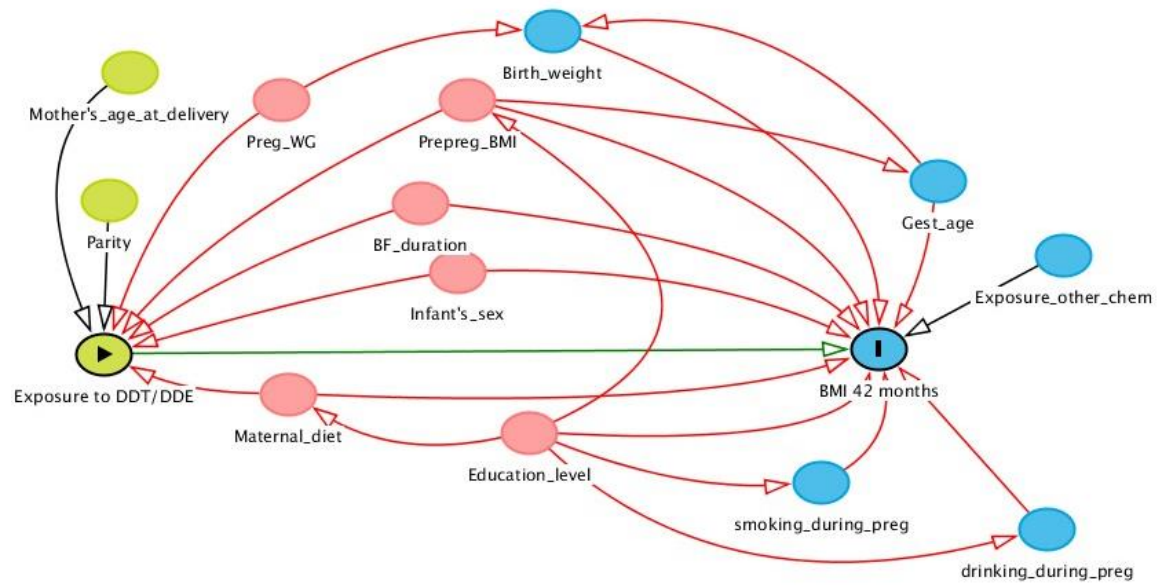 Birth_weight
Mother's_age_at_delivery
Preg_WG
Prepreg_BMI
Gest_age
Parity
BF_duration
Exposure_other_chem
Infant's_sex
Exposure to DDT/DDE
BMI 42 months
Maternal_diet
Education_level
smoking_during_preg
drinking_during_preg